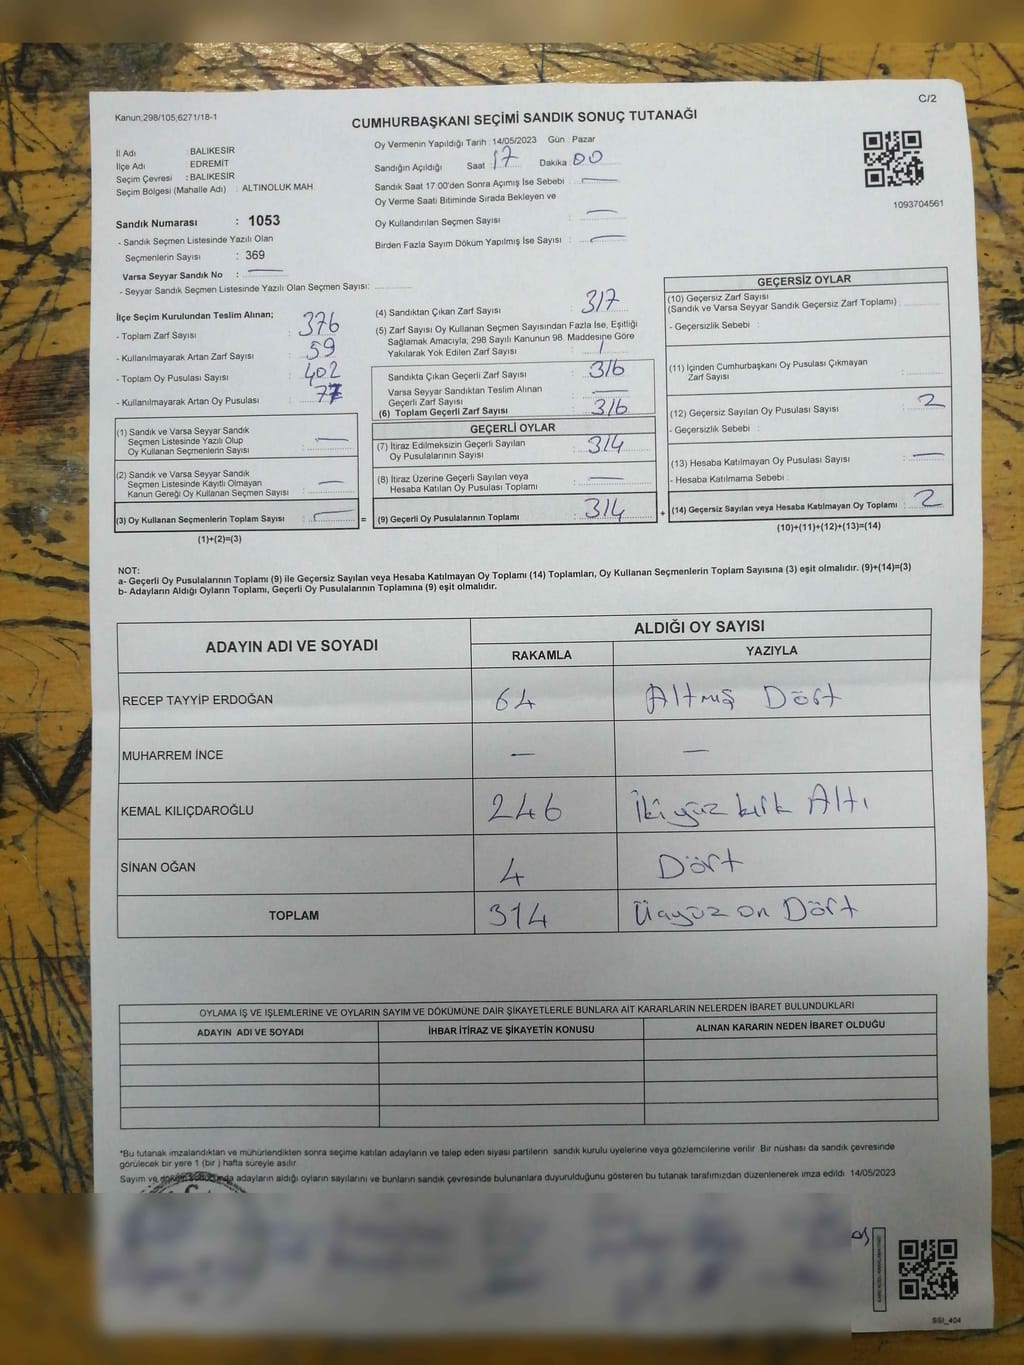 C/2
Kanun,298/105,6271/18-1
CUMHURBAŞKANI SEÇİMİ SANDIK SONUÇ TUTANAĞI
İl Adı : BALIKESİR
İlçe Adı : EDREMİT
Seçim Çevresi : BALIKESİR
Seçim Bölgesi (Mahalle Adı) : ALTINOLUK MAH
Sandık Numarası : 1053
- Sandık Seçmen Listesinde Yazılı Olan
Seçmenlerin Sayısı : 369
Varsa Seyyar Sandık No : —
- Seyyar Sandık Seçmen Listesinde Yazılı Olan Seçmen Sayısı:
Oy Vermenin Yapıldığı Tarih : 14/05/2023 Gün : Pazar
Sandığın Açıldığı Saat : 17 Dakika : 00
Sandık Saat 17:00'den Sonra Açımış İse Sebebi : —
Oy Verme Saati Bitiminde Sırada Bekleyen ve
Oy Kullandırılan Seçmen Sayısı : —
Birden Fazla Sayım Döküm Yapılmış İse Sayısı : —
1093704561
İlçe Seçim Kurulundan Teslim Alınan;
- Toplam Zarf Sayısı : 376
- Kullanılmayarak Artan Zarf Sayısı : 59
- Toplam Oy Pusulası Sayısı : 402
- Kullanılmayarak Artan Oy Pusulası : 77
(1) Sandık ve Varsa Seyyar Sandık
Seçmen Listesinde Yazılı Olup
Oy Kullanan Seçmenlerin Sayısı : —
(2) Sandık ve Varsa Seyyar Sandık
Seçmen Listesinde Kayıtlı Olmayan
Kanun Gereği Oy Kullanan Seçmen Sayısı : —
(3) Oy Kullanan Seçmenlerin Toplam Sayısı : —
(1)+(2)=(3)
(4) Sandıktan Çıkan Zarf Sayısı : 317
(5) Zarf Sayısı Oy Kullanan Seçmen Sayısından Fazla İse, Eşitliği
Sağlamak Amacıyla; 298 Sayılı Kanunun 98. Maddesine Göre
Yakılarak Yok Edilen Zarf Sayısı : 1
Sandıkta Çıkan Geçerli Zarf Sayısı : 316
Varsa Seyyar Sandıktan Teslim Alınan
Geçerli Zarf Sayısı : —
(6) Toplam Geçerli Zarf Sayısı : 316
GEÇERLİ OYLAR
(7) İtiraz Edilmeksizin Geçerli Sayılan
Oy Pusulalarının Sayısı : 314
(8) İtiraz Üzerine Geçerli Sayılan veya
Hesaba Katılan Oy Pusulası Toplamı : —
= (9) Geçerli Oy Pusulalarının Toplamı : 314
GEÇERSİZ OYLAR
(10) Geçersiz Zarf Sayısı
(Sandık ve Varsa Seyyar Sandık Geçersiz Zarf Toplamı) :
- Geçersizlik Sebebi :
(11) İçinden Cumhurbaşkanı Oy Pusulası Çıkmayan
Zarf Sayısı :
(12) Geçersiz Sayılan Oy Pusulası Sayısı : 2
- Geçersizlik Sebebi :
(13) Hesaba Katılmayan Oy Pusulası Sayısı : —
- Hesaba Katılmama Sebebi :
+ (14) Geçersiz Sayılan veya Hesaba Katılmayan Oy Toplamı : 2
(10)+(11)+(12)+(13)=(14)
NOT:
a- Geçerli Oy Pusulalarının Toplamı (9) ile Geçersiz Sayılan veya Hesaba Katılmayan Oy Toplamı (14) Toplamları, Oy Kullanan Seçmenlerin Toplam Sayısına (3) eşit olmalıdır. (9)+(14)=(3)
b- Adayların Aldığı Oyların Toplamı, Geçerli Oy Pusulalarının Toplamına (9) eşit olmalıdır.
ADAYIN ADI VE SOYADI ALDIĞI OY SAYISI
RAKAMLA YAZIYLA
RECEP TAYYİP ERDOĞAN 64 Altmış Dört
MUHARREM İNCE — —
KEMAL KILIÇDAROĞLU 246 İkiyüz kırk Altı
SİNAN OĞAN 4 Dört
TOPLAM 314 Üçyüz on Dört
OYLAMA İŞ VE İŞLEMLERİNE VE OYLARIN SAYIM VE DÖKÜMÜNE DAİR ŞİKAYETLERLE BUNLARA AİT KARARLARIN NELERDEN İBARET BULUNDUKLARI
ADAYIN ADI VE SOYADI İHBAR İTİRAZ VE ŞİKAYETİN KONUSU ALINAN KARARIN NEDEN İBARET OLDUĞU
*Bu tutanak imzalandıktan ve mühürlendikten sonra seçime katılan adayların ve talep eden siyasi partilerin sandık kurulu üyelerine veya gözlemcilerine verilir. Bir nüshası da sandık çevresinde
görülecek bir yere 1 (bir ) hafta süreyle asılır.
Sayım ve adayların aldığı oyların sayılarını ve bunların sandık çevresinde bulunanlara duyurulduğunu gösteren bu tutanak tarafımızdan düzenlenerek imza edildi. 14/05/2023
SSI_404